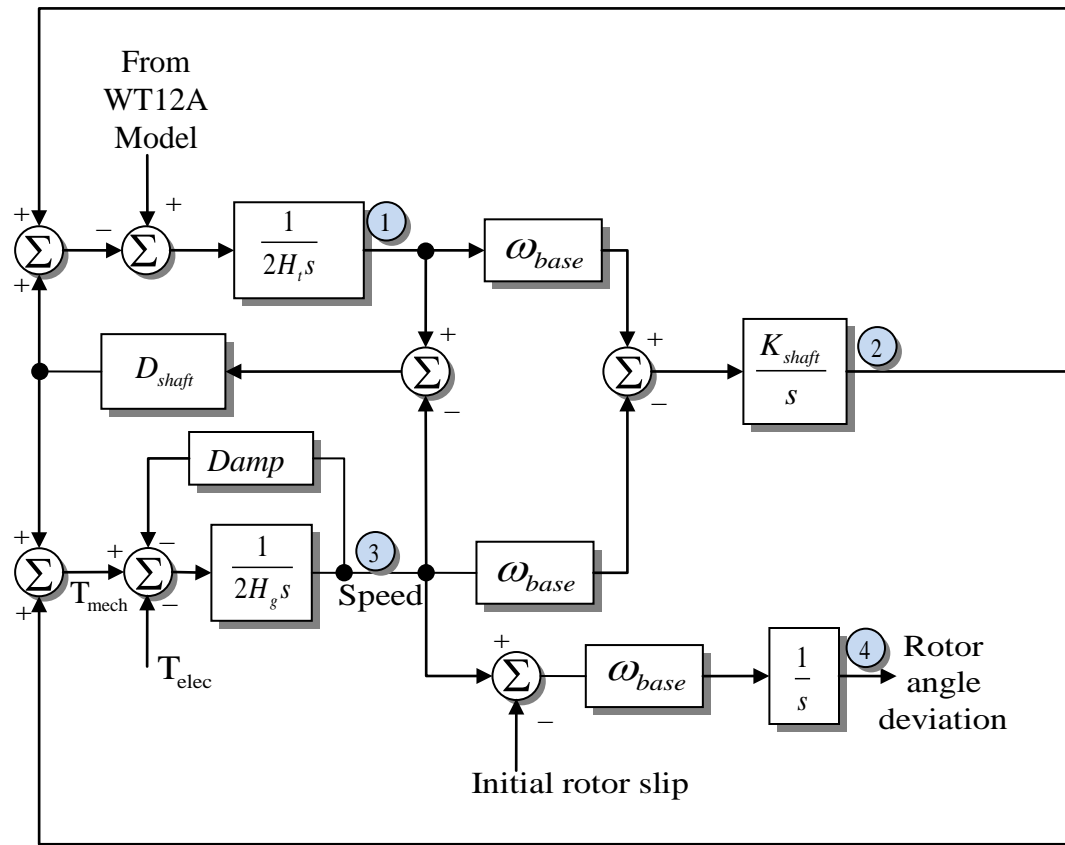 From
WT12A
Model
+
+
−
Σ
Σ
+
1
2Hₜs
1
ω_base
+
−
Σ
D_shaft
+
−
Σ
K_shaft
s
2
Damp
+
+
Σ
T_mech
+
−
−
Σ
1
2H_g s
3
Speed
ω_base
T_elec
+
−
Σ
ω_base
1
s
4
Rotor
angle
deviation
Initial rotor slip